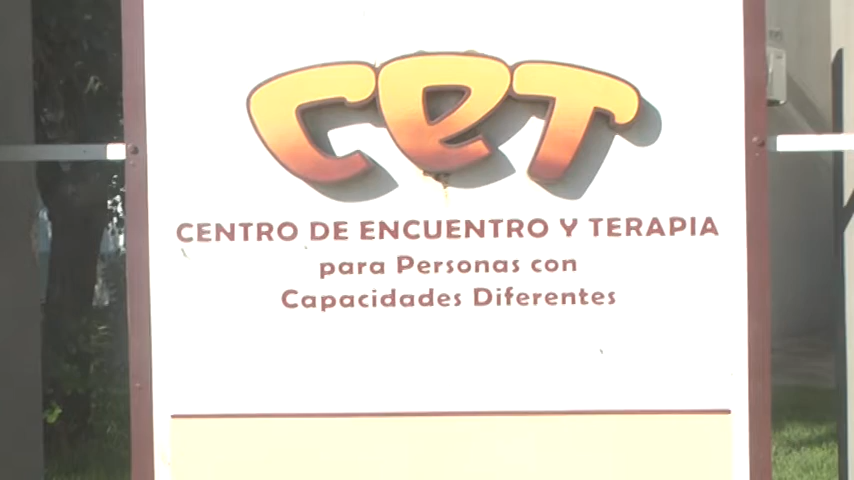 CET
CENTRO DE ENCUENTRO Y TERAPIA
para Personas con
Capacidades Diferentes